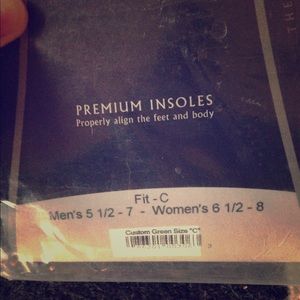 THE
PREMIUM INSOLES
Properly align the feet and body
Fit - C
Men's 5 1/2 - 7 - Women's 6 1/2 - 8
Custom Green Size "C"